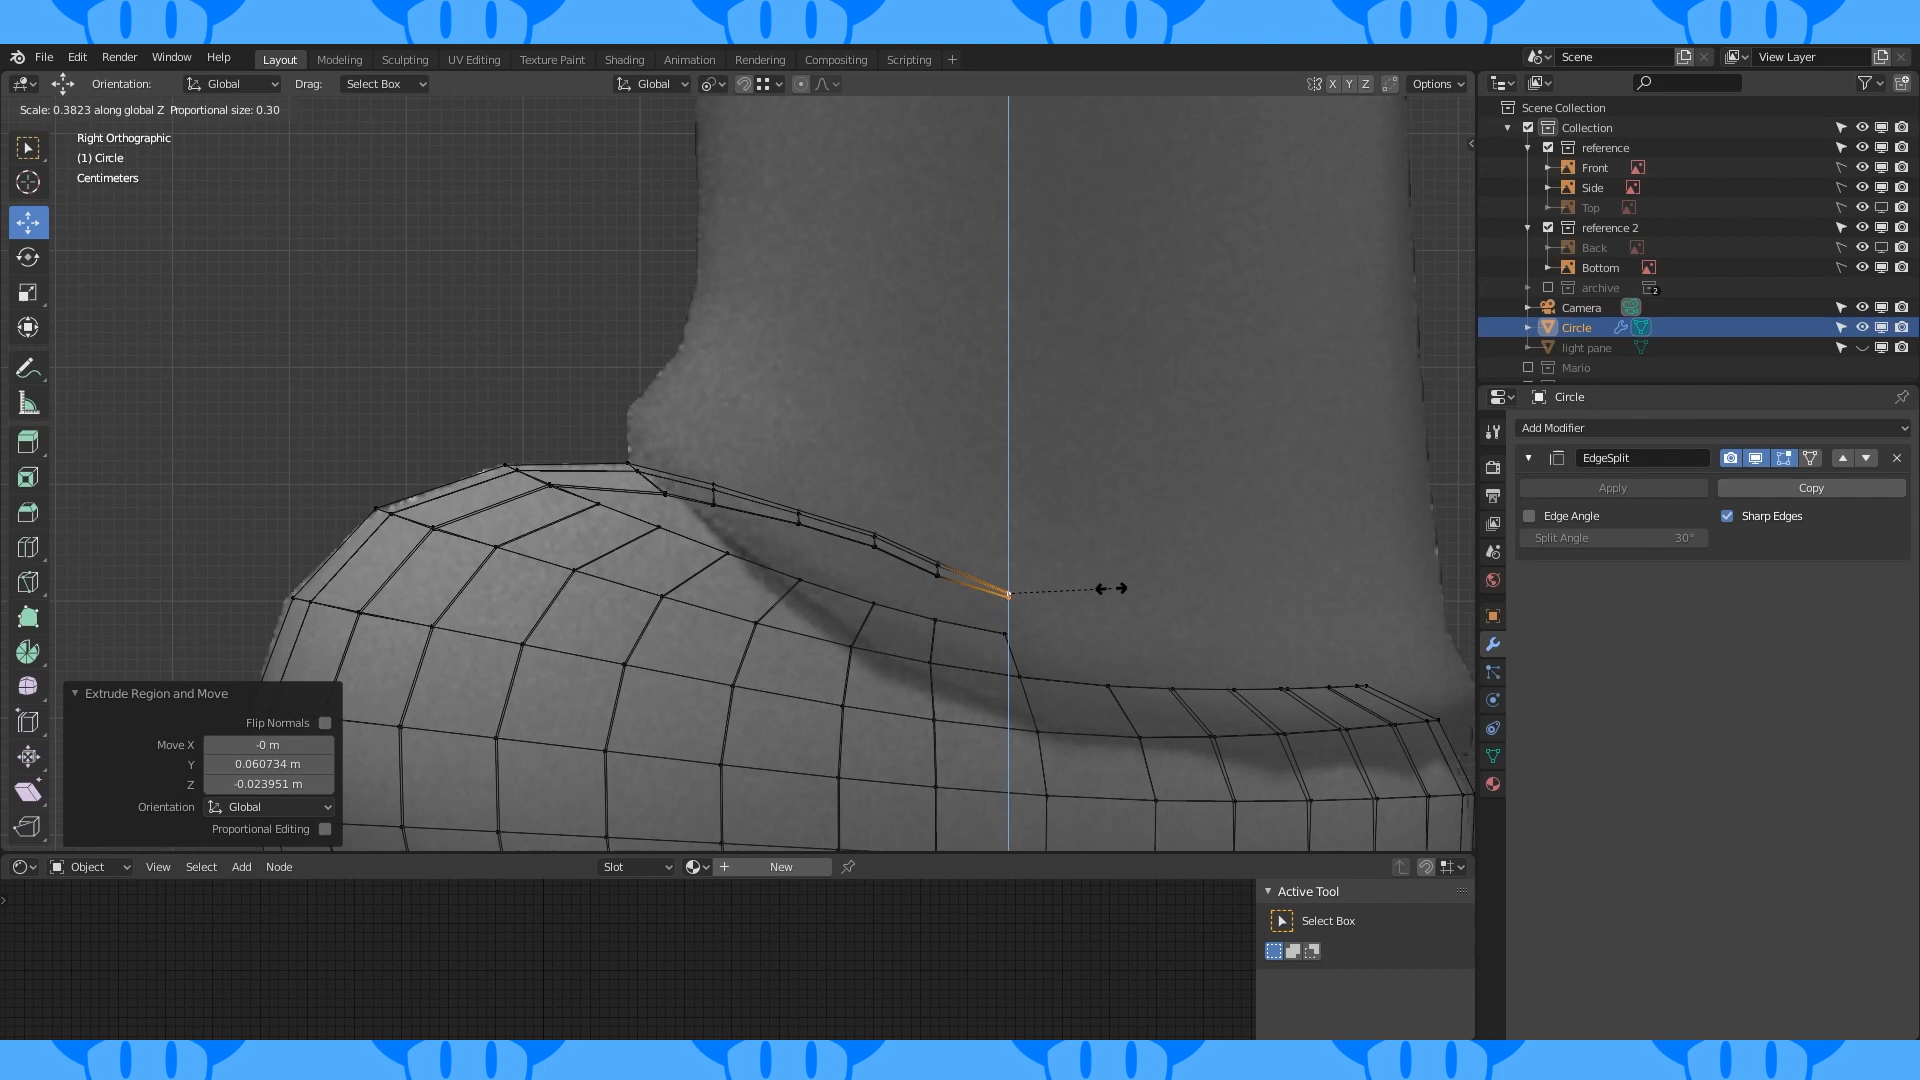 File Edit Render Window Help Layout Modeling Sculpting UV Editing Texture Paint Shading Animation Rendering Compositing Scripting + Scene View Layer
Orientation: Global Drag: Select Box Global X Y Z Options
Scale: 0.3823 along global Z Proportional size: 0.30
Right Orthographic
(1) Circle
Centimeters
Scene Collection
Collection
reference
Front
Side
Top
reference 2
Back
Bottom
archive 2
Camera
Circle
light pane
Mario
Circle
Add Modifier
EdgeSplit
Apply Copy
Edge Angle Sharp Edges
Split Angle 30°
Extrude Region and Move
Flip Normals
Move X -0 m
Y 0.060734 m
Z -0.023951 m
Orientation Global
Proportional Editing
Object View Select Add Node Slot New
Active Tool
Select Box